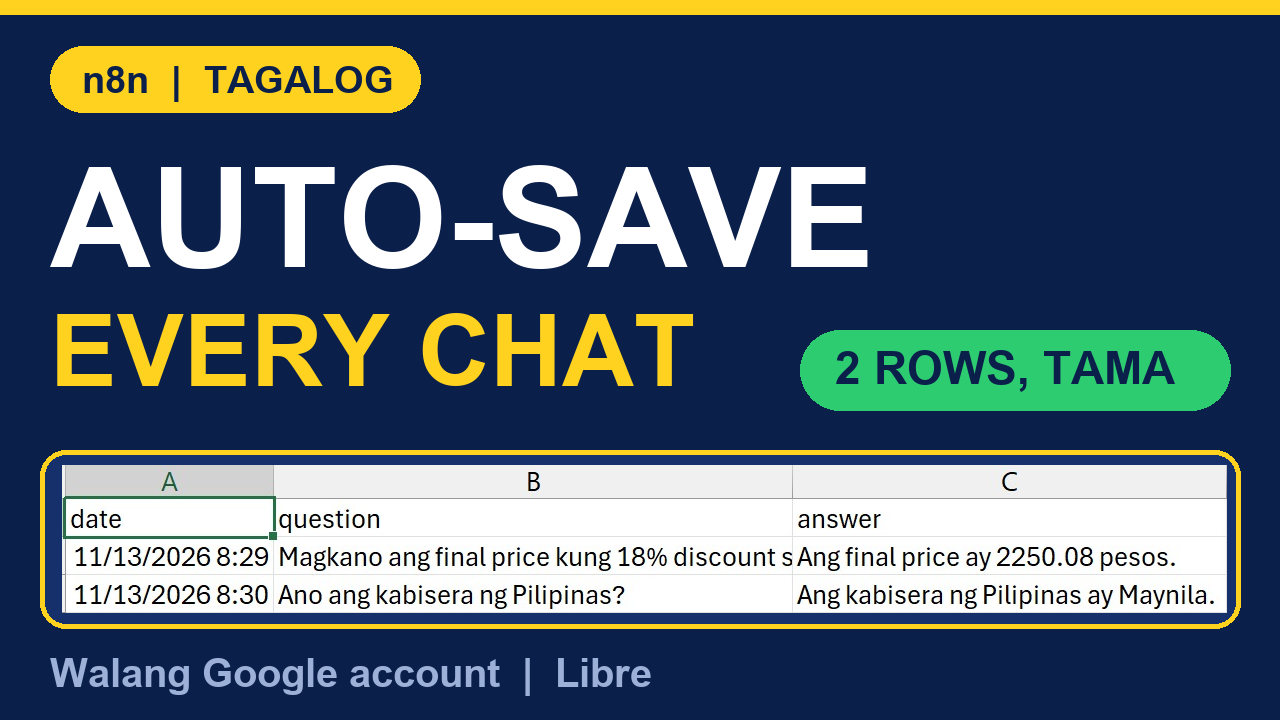 n8n | TAGALOG
AUTO-SAVE
EVERY CHAT
2 ROWS, TAMA
A B C
date question answer
11/13/2026 8:29 Magkano ang final price kung 18% discount s Ang final price ay 2250.08 pesos.
11/13/2026 8:30 Ano ang kabisera ng Pilipinas? Ang kabisera ng Pilipinas ay Maynila.
Walang Google account | Libre